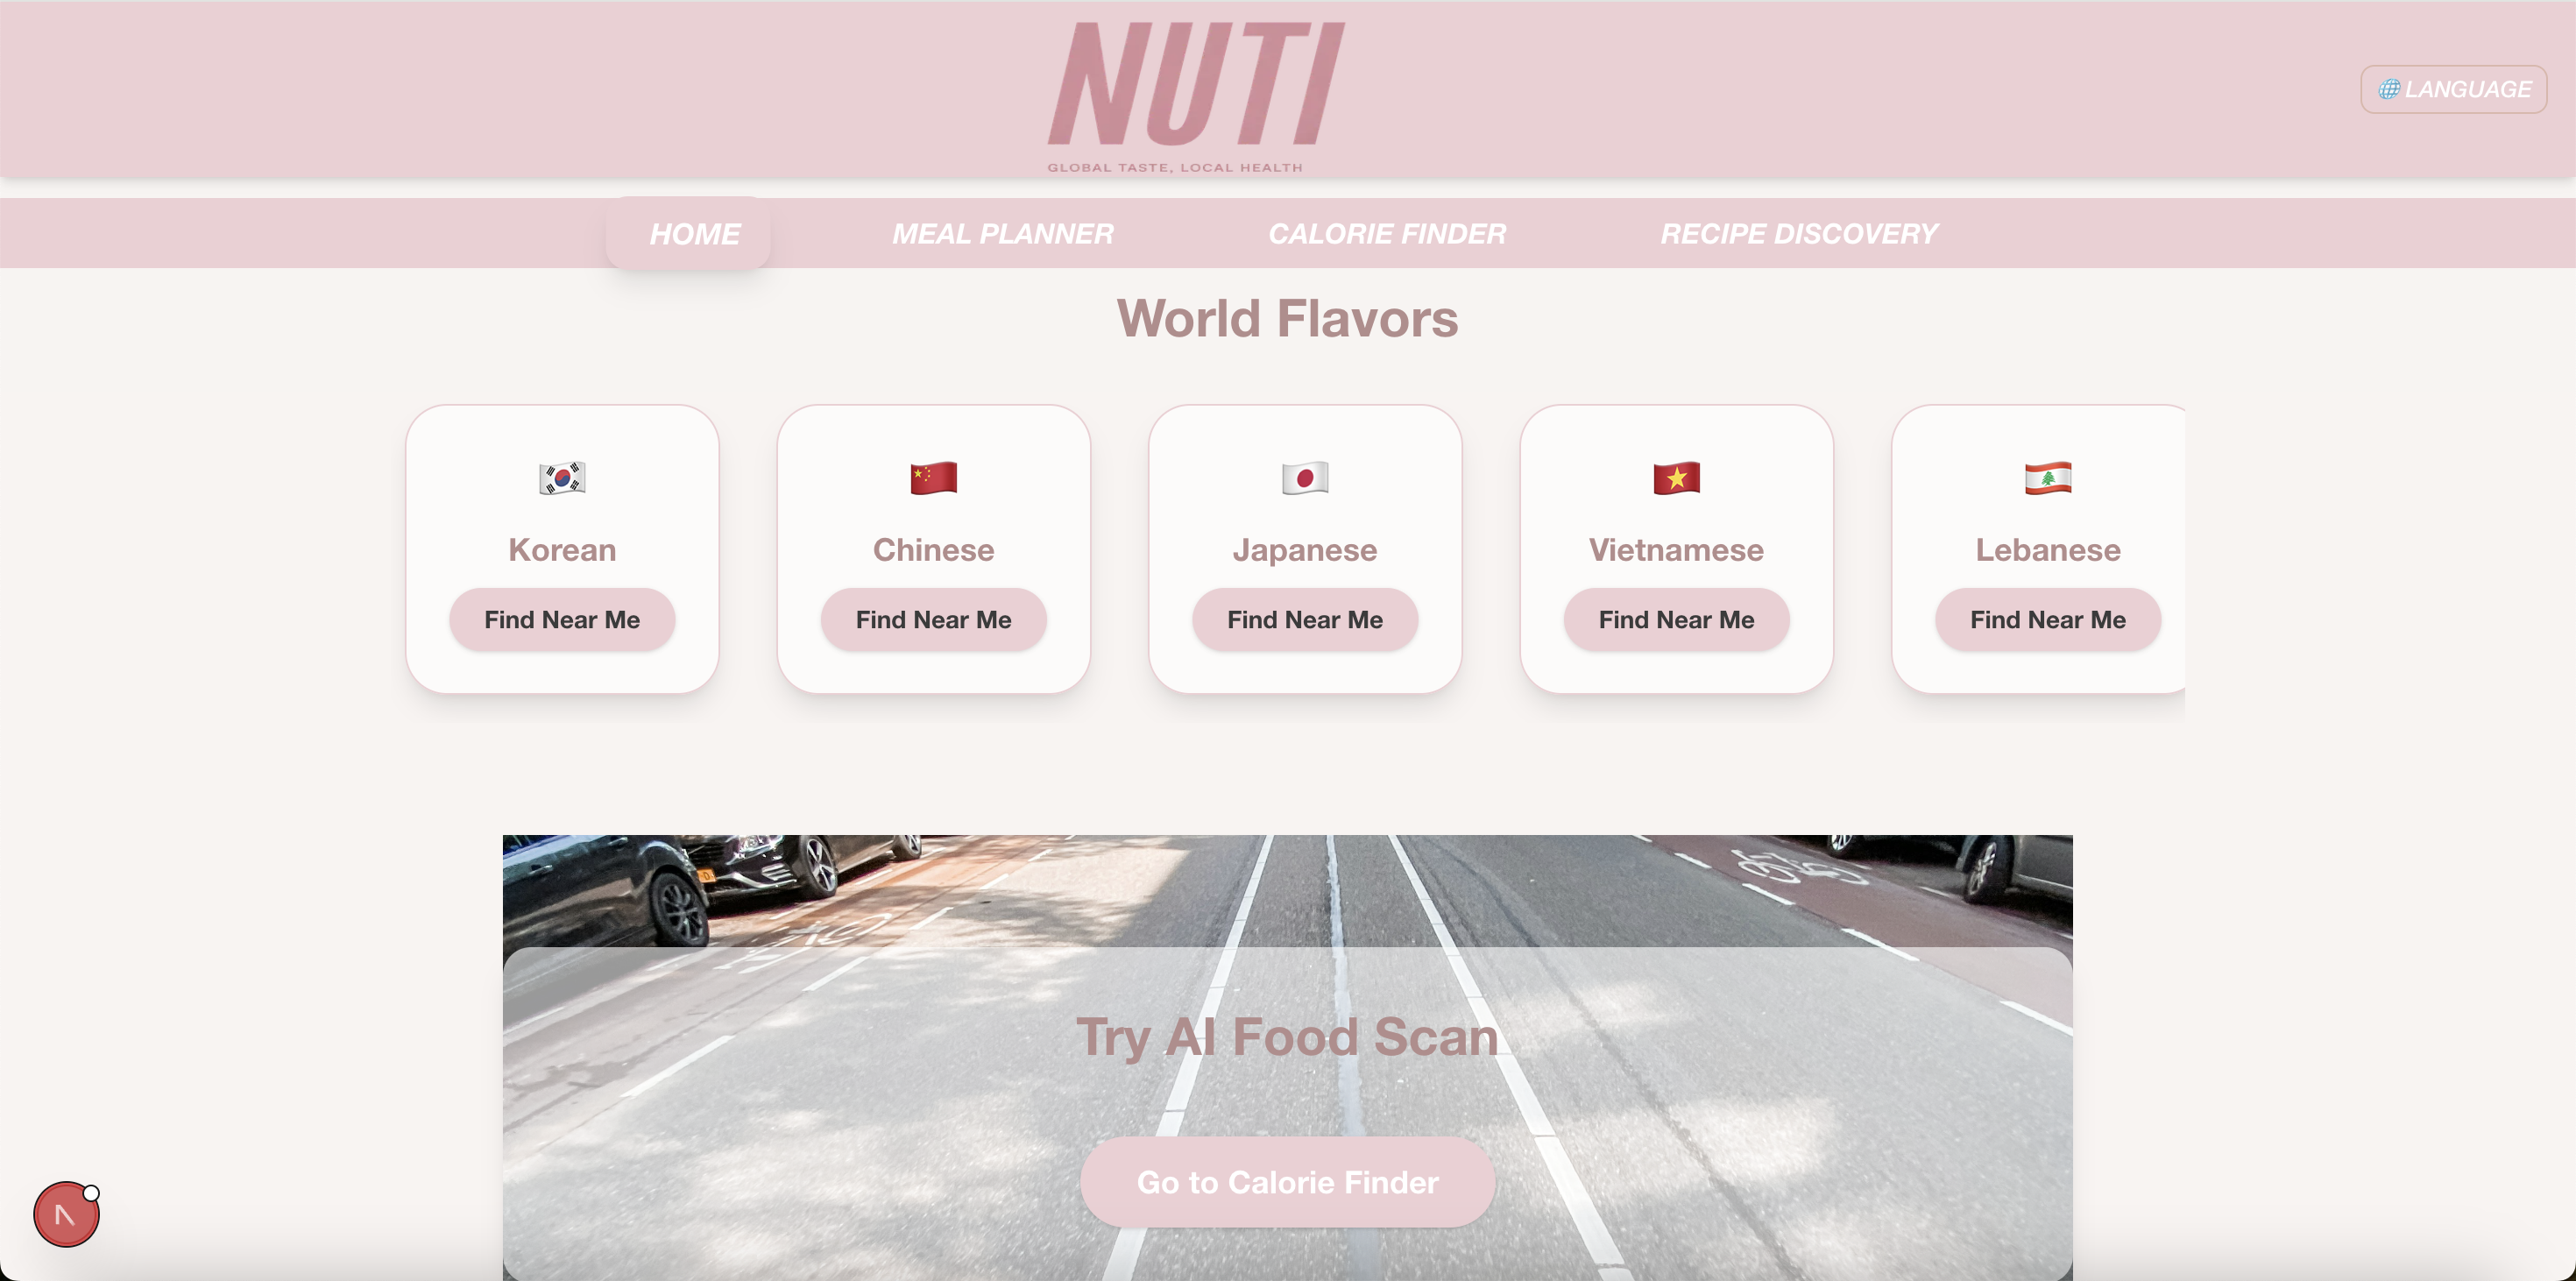 NUTI
GLOBAL TASTE, LOCAL HEALTH
LANGUAGE
HOME
MEAL PLANNER
CALORIE FINDER
RECIPE DISCOVERY
World Flavors
Korean
Find Near Me
Chinese
Find Near Me
Japanese
Find Near Me
Vietnamese
Find Near Me
Lebanese
Find Near Me
Try AI Food Scan
Go to Calorie Finder
N